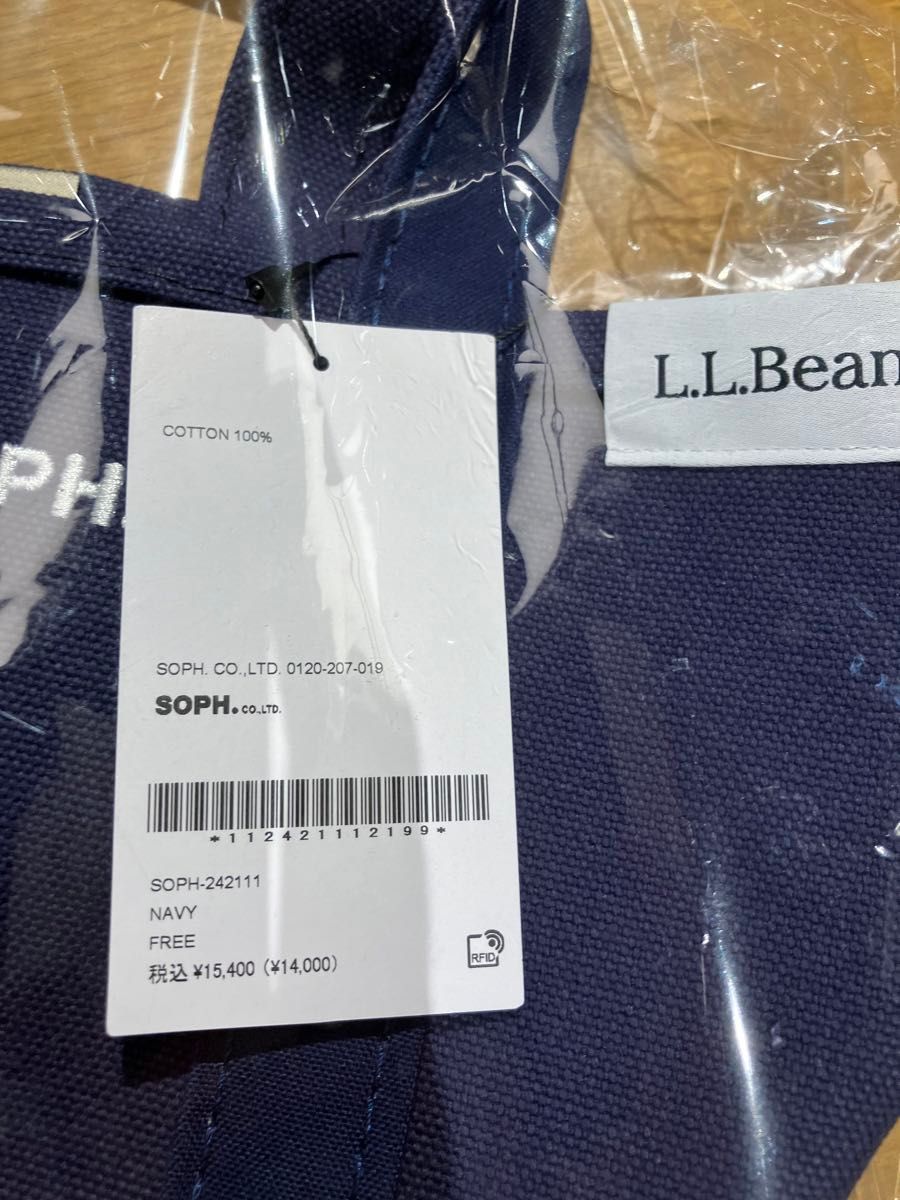 L.L.Bean
COTTON 100%
PH.
SOPH. CO.,LTD. 0120-207-019
SOPH. CO.,LTD.
*112421112199*
SOPH-242111
NAVY
FREE
税込 ¥15,400 (¥14,000)
RFID